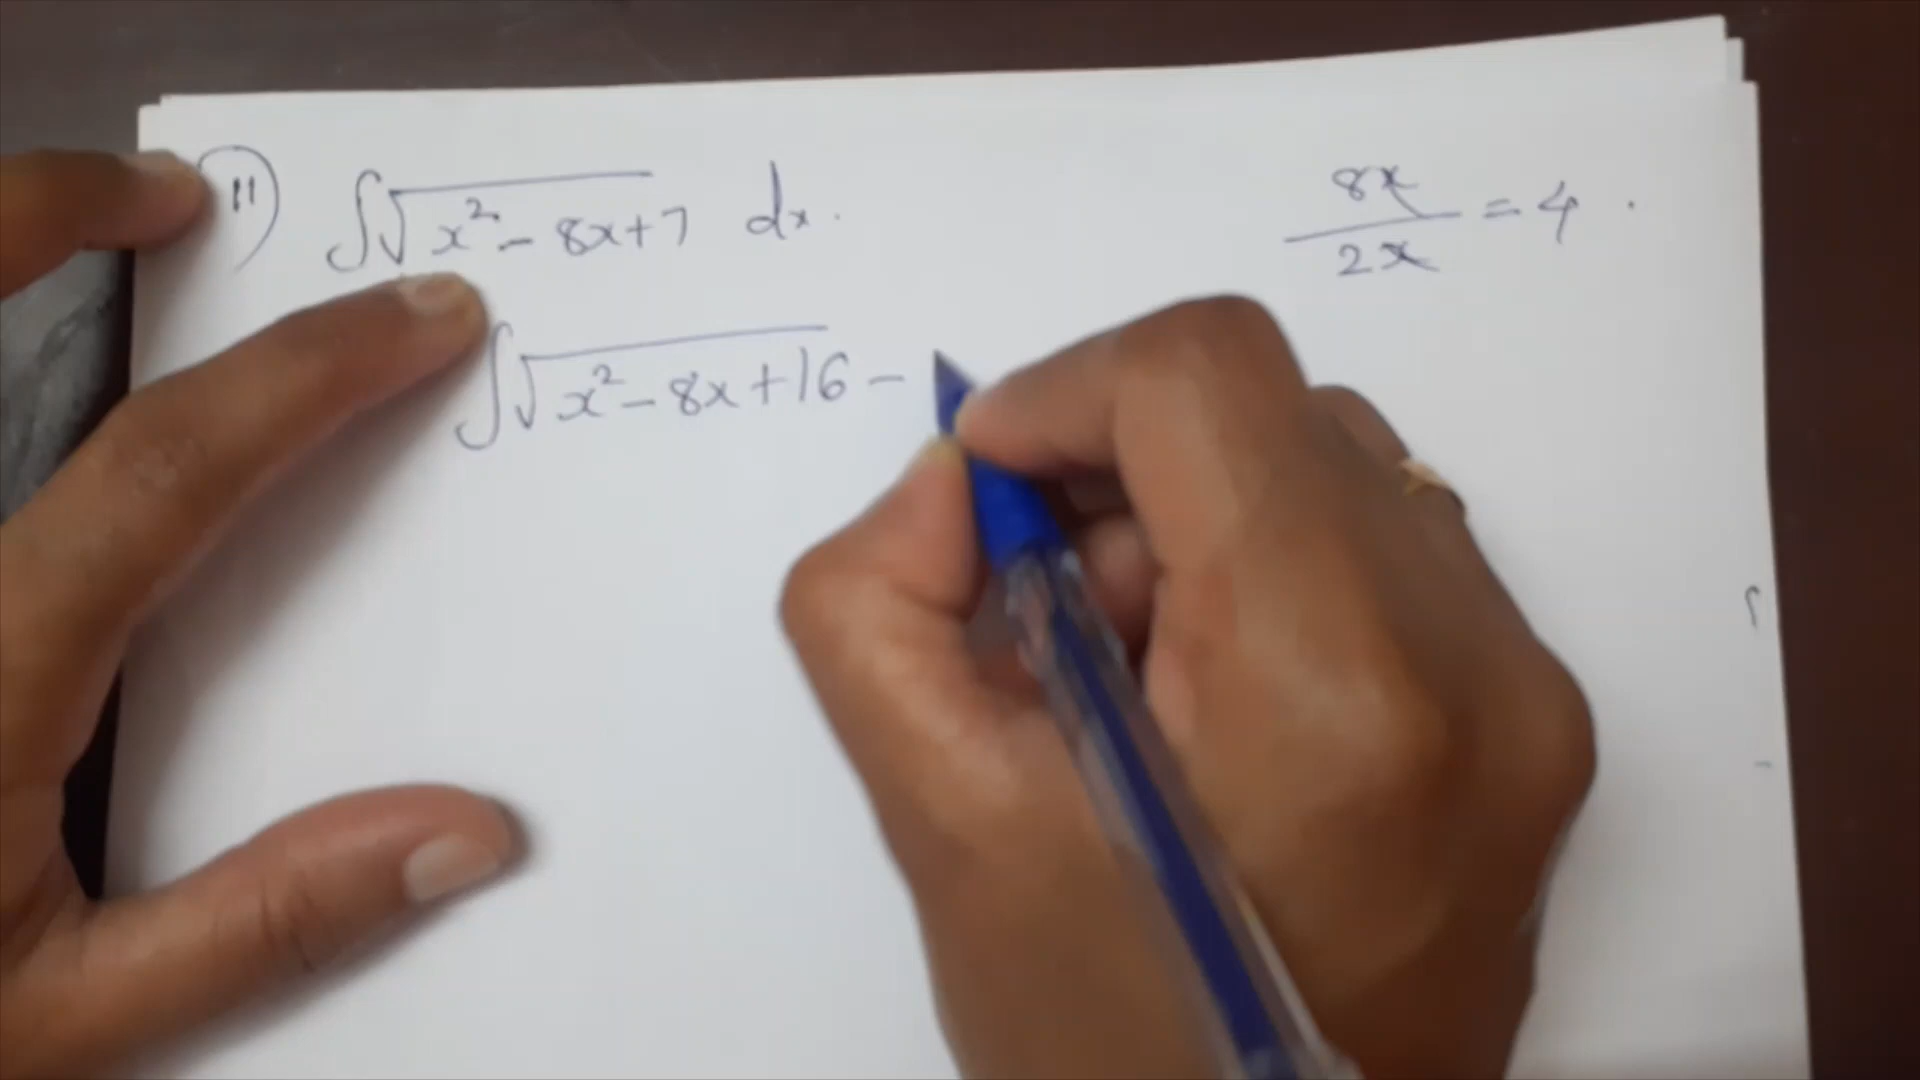 11) ∫√x² - 8x + 7 dx.
8x/2x = 4 .
∫√x² - 8x + 16 -